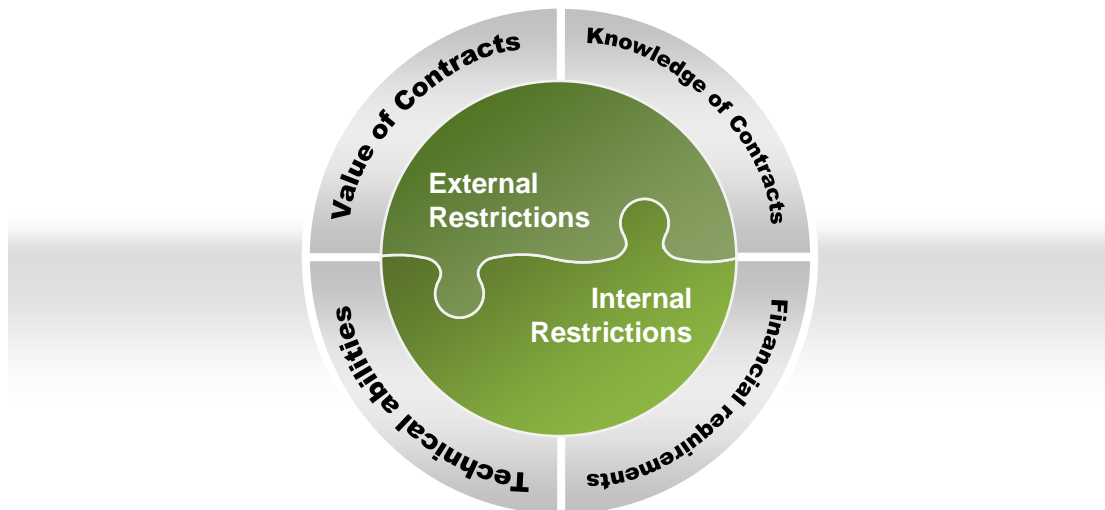 Value of Contracts
Knowledge of Contracts
External
Restrictions
Internal
Restrictions
Technical abilities
Financial requirements